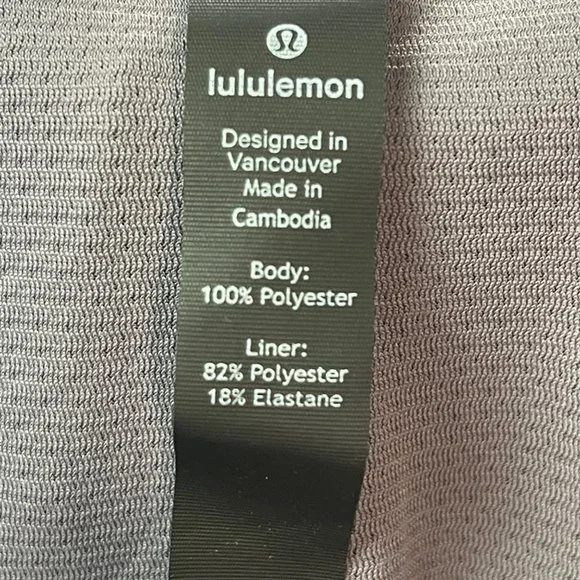 lululemon
Designed in
Vancouver
Made in
Cambodia
Body:
100% Polyester
Liner:
82% Polyester
18% Elastane